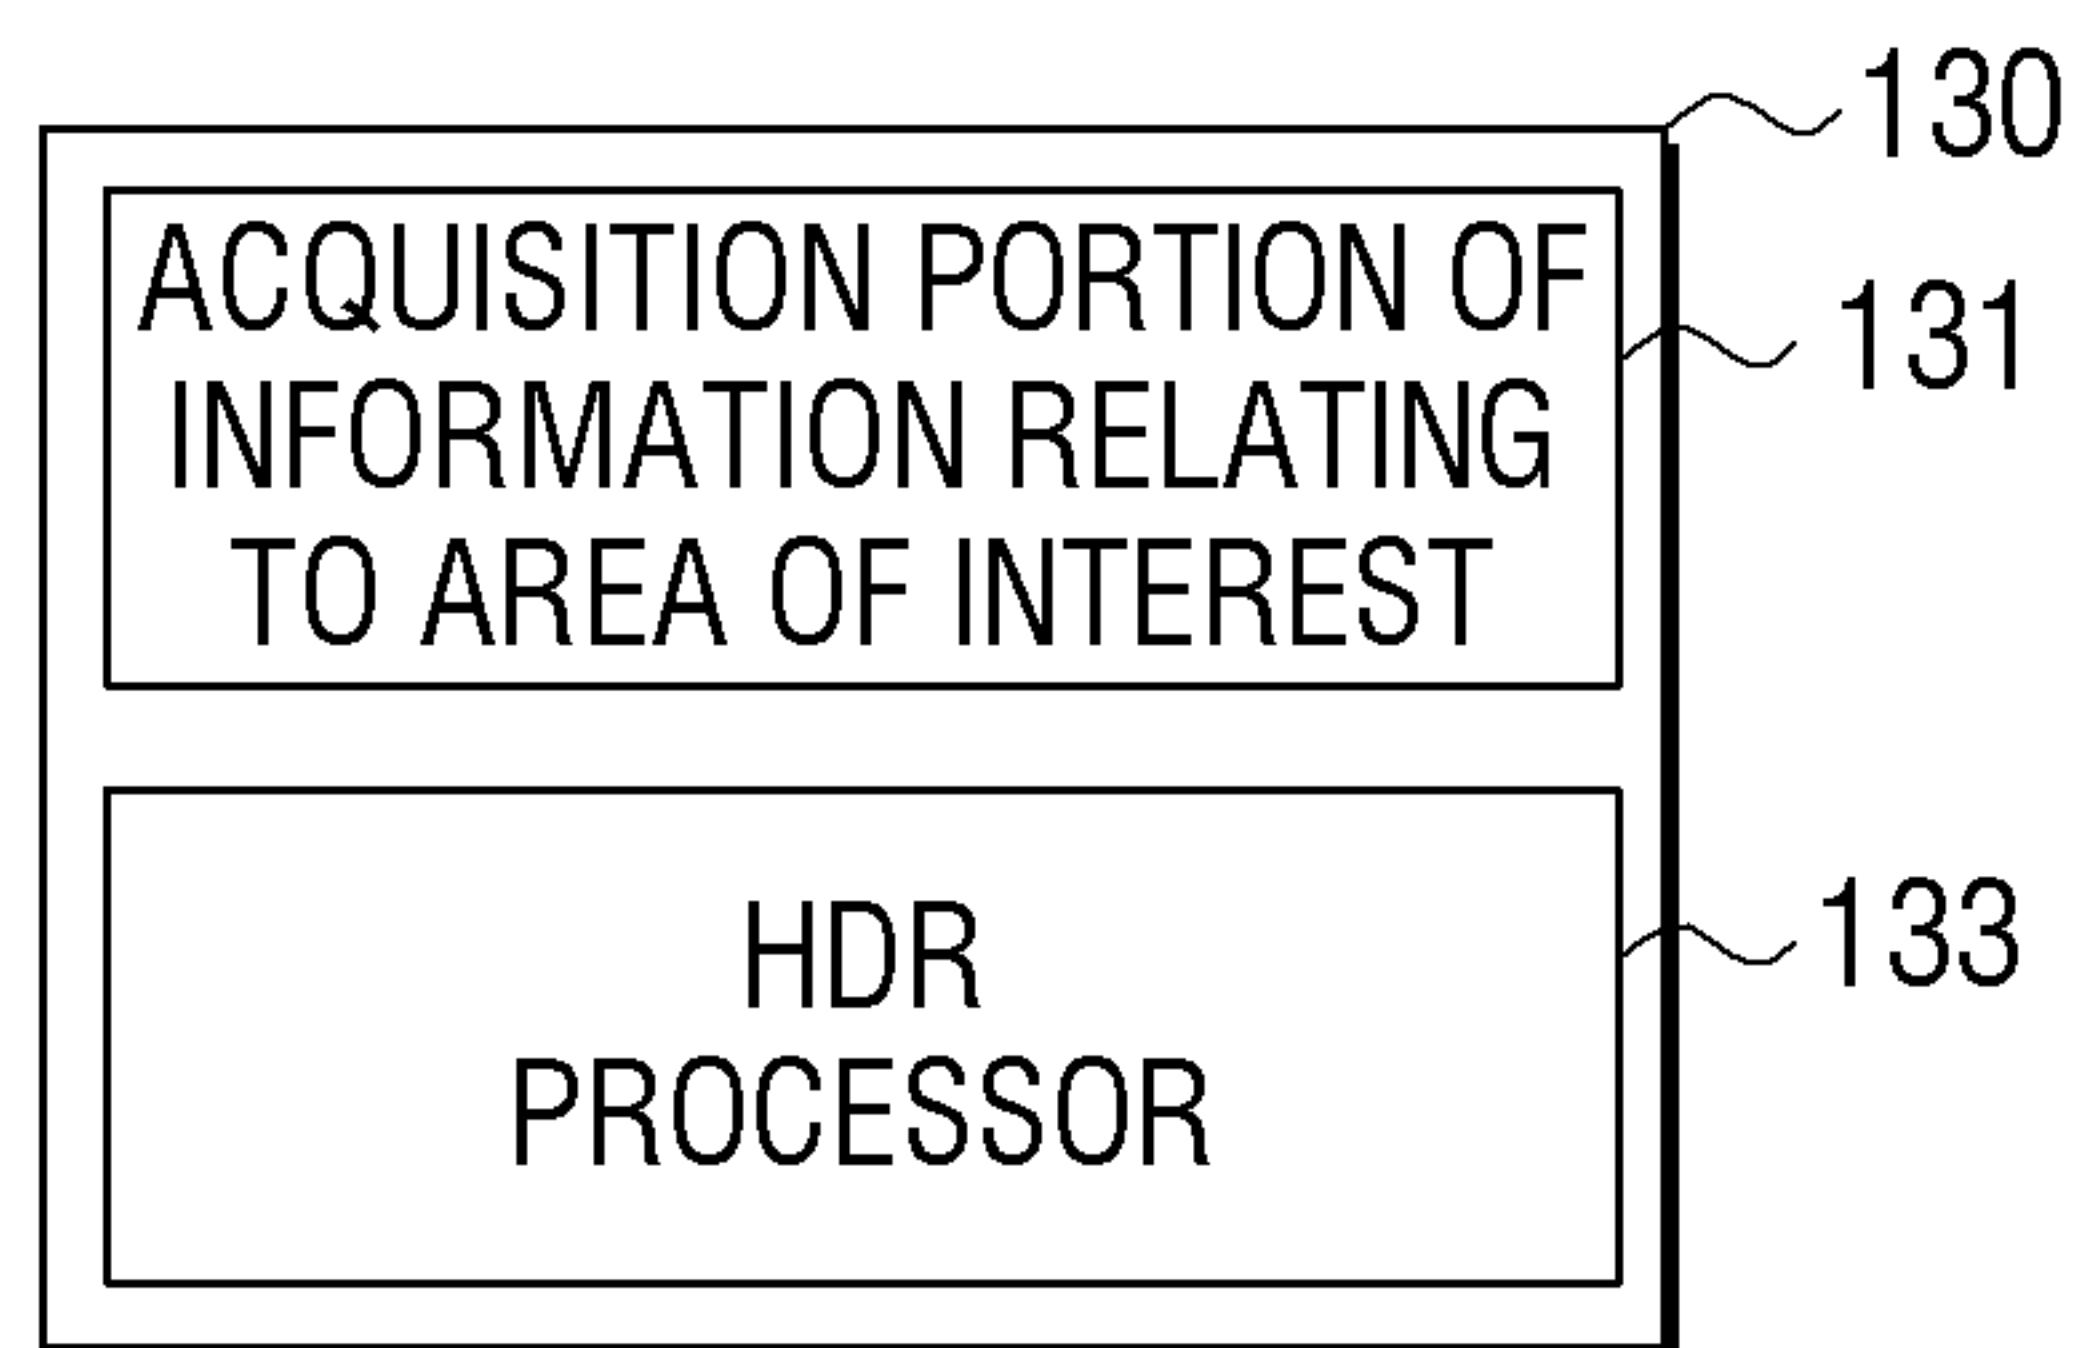 130
ACQUISITION PORTION OF
INFORMATION RELATING
TO AREA OF INTEREST
131
HDR
PROCESSOR
133